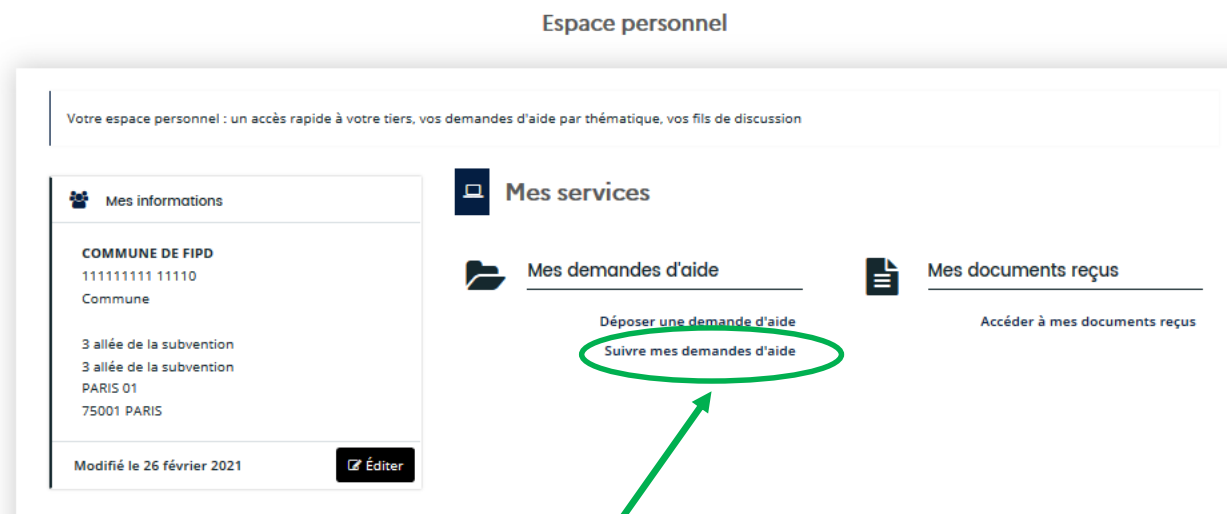 Espace personnel
Votre espace personnel : un accès rapide à votre tiers, vos demandes d'aide par thématique, vos fils de discussion
Mes informations
COMMUNE DE FIPD
111111111 11110
Commune
3 allée de la subvention
3 allée de la subvention
PARIS 01
75001 PARIS
Modifié le 26 février 2021
Éditer
Mes services
Mes demandes d'aide
Déposer une demande d'aide
Suivre mes demandes d'aide
Mes documents reçus
Accéder à mes documents reçus